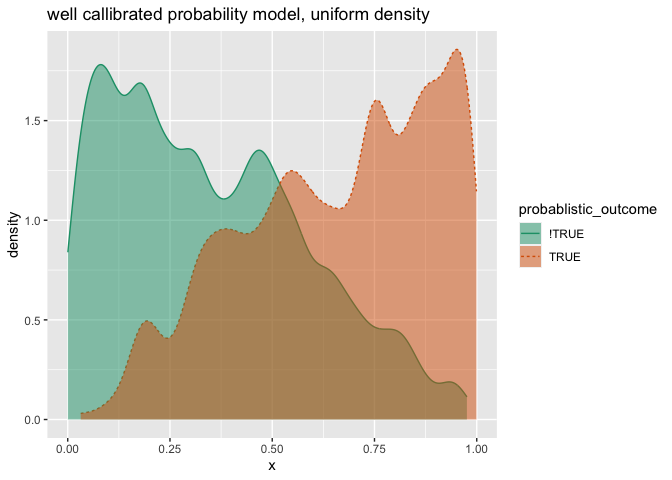 well callibrated probability model, uniform density
density
1.5
1.0
0.5
0.0
0.00 0.25 0.50 0.75 1.00
x
probablistic_outcome
!TRUE
TRUE